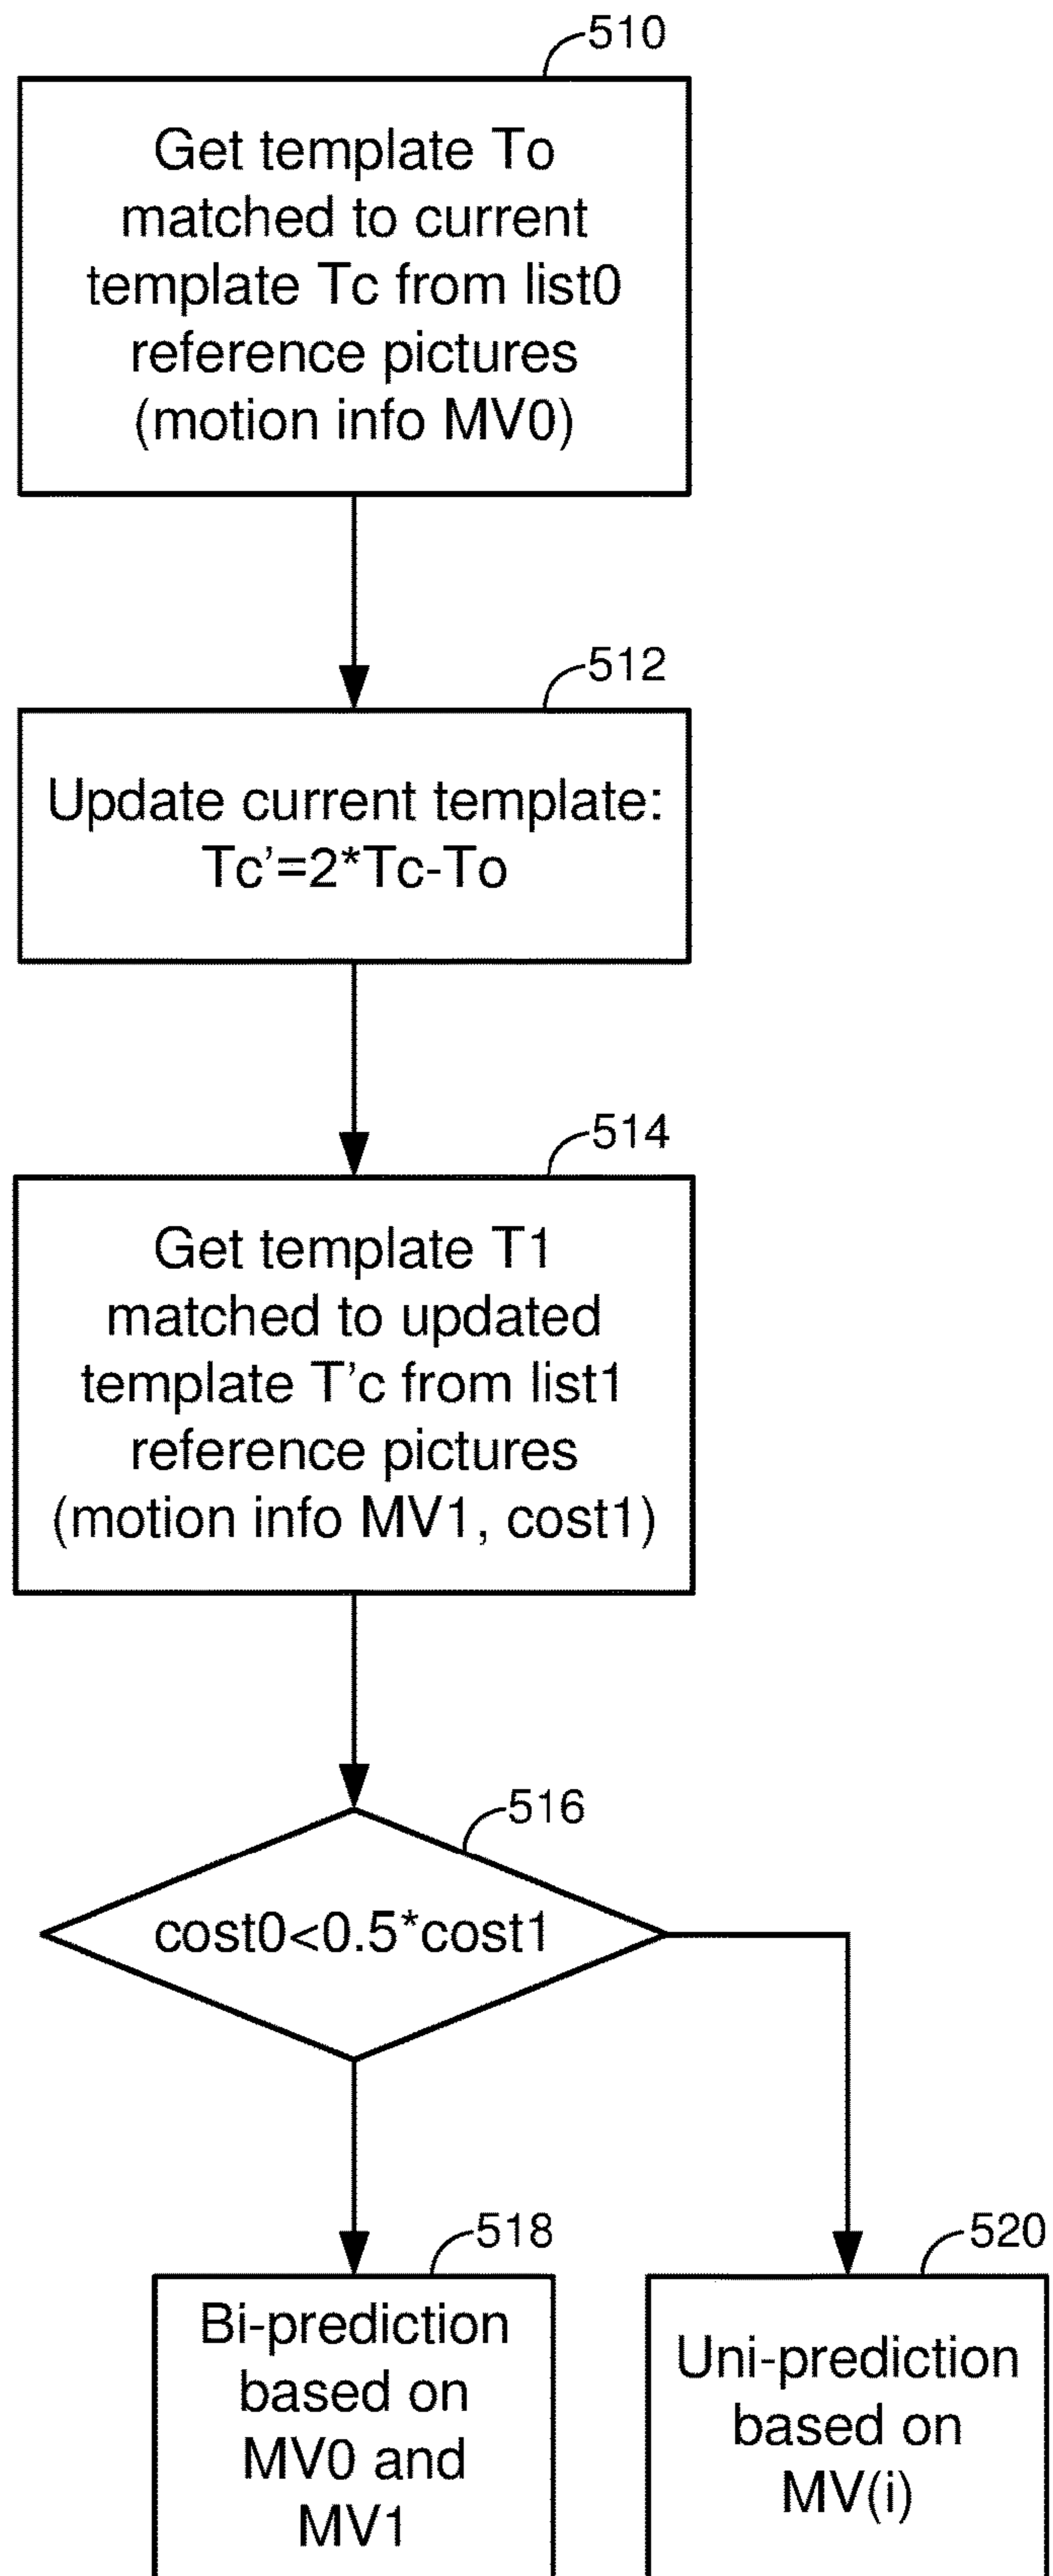 510
Get template To
matched to current
template Tc from list0
reference pictures
(motion info MV0)
512
Update current template:
Tc’=2*Tc-To
514
Get template T1
matched to updated
template T'c from list1
reference pictures
(motion info MV1, cost1)
516
cost0<0.5*cost1
518
Bi-prediction
based on
MV0 and
MV1
520
Uni-prediction
based on
MV(i)